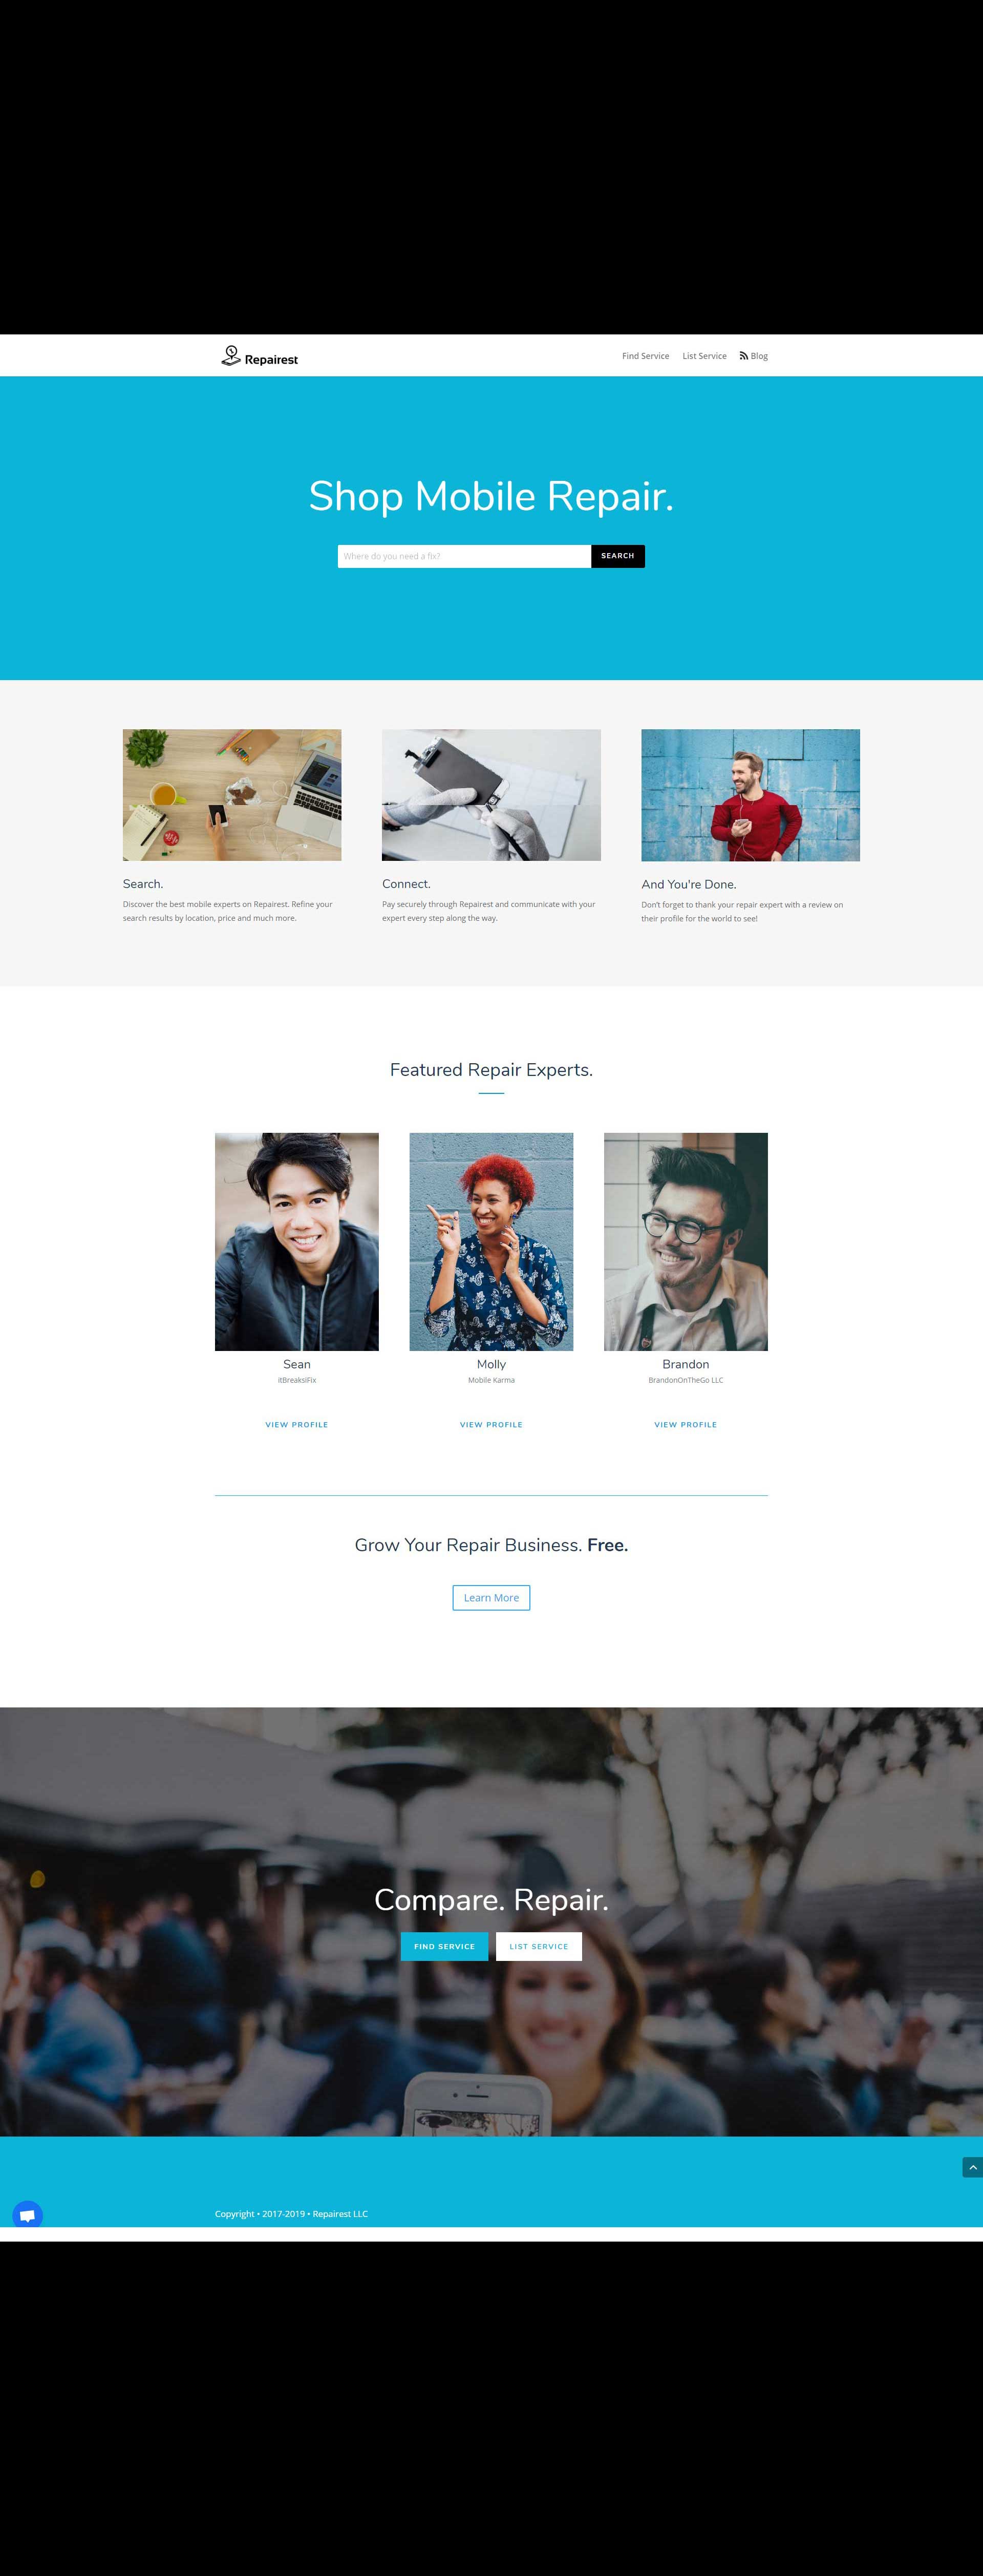 Repairest
Find Service
List Service
Blog
Shop Mobile Repair.
Where do you need a fix?
SEARCH
Search.
Discover the best mobile experts on Repairest. Refine your
search results by location, price and much more.
Connect.
Pay securely through Repairest and communicate with your
expert every step along the way.
And You're Done.
Don't forget to thank your repair expert with a review on
their profile for the world to see!
Featured Repair Experts.
Sean
itBreaksiFix
VIEW PROFILE
Molly
Mobile Karma
VIEW PROFILE
Brandon
BrandonOnTheGo LLC
VIEW PROFILE
Grow Your Repair Business. Free.
Learn More
Compare. Repair.
FIND SERVICE
LIST SERVICE
Copyright • 2017-2019 • Repairest LLC